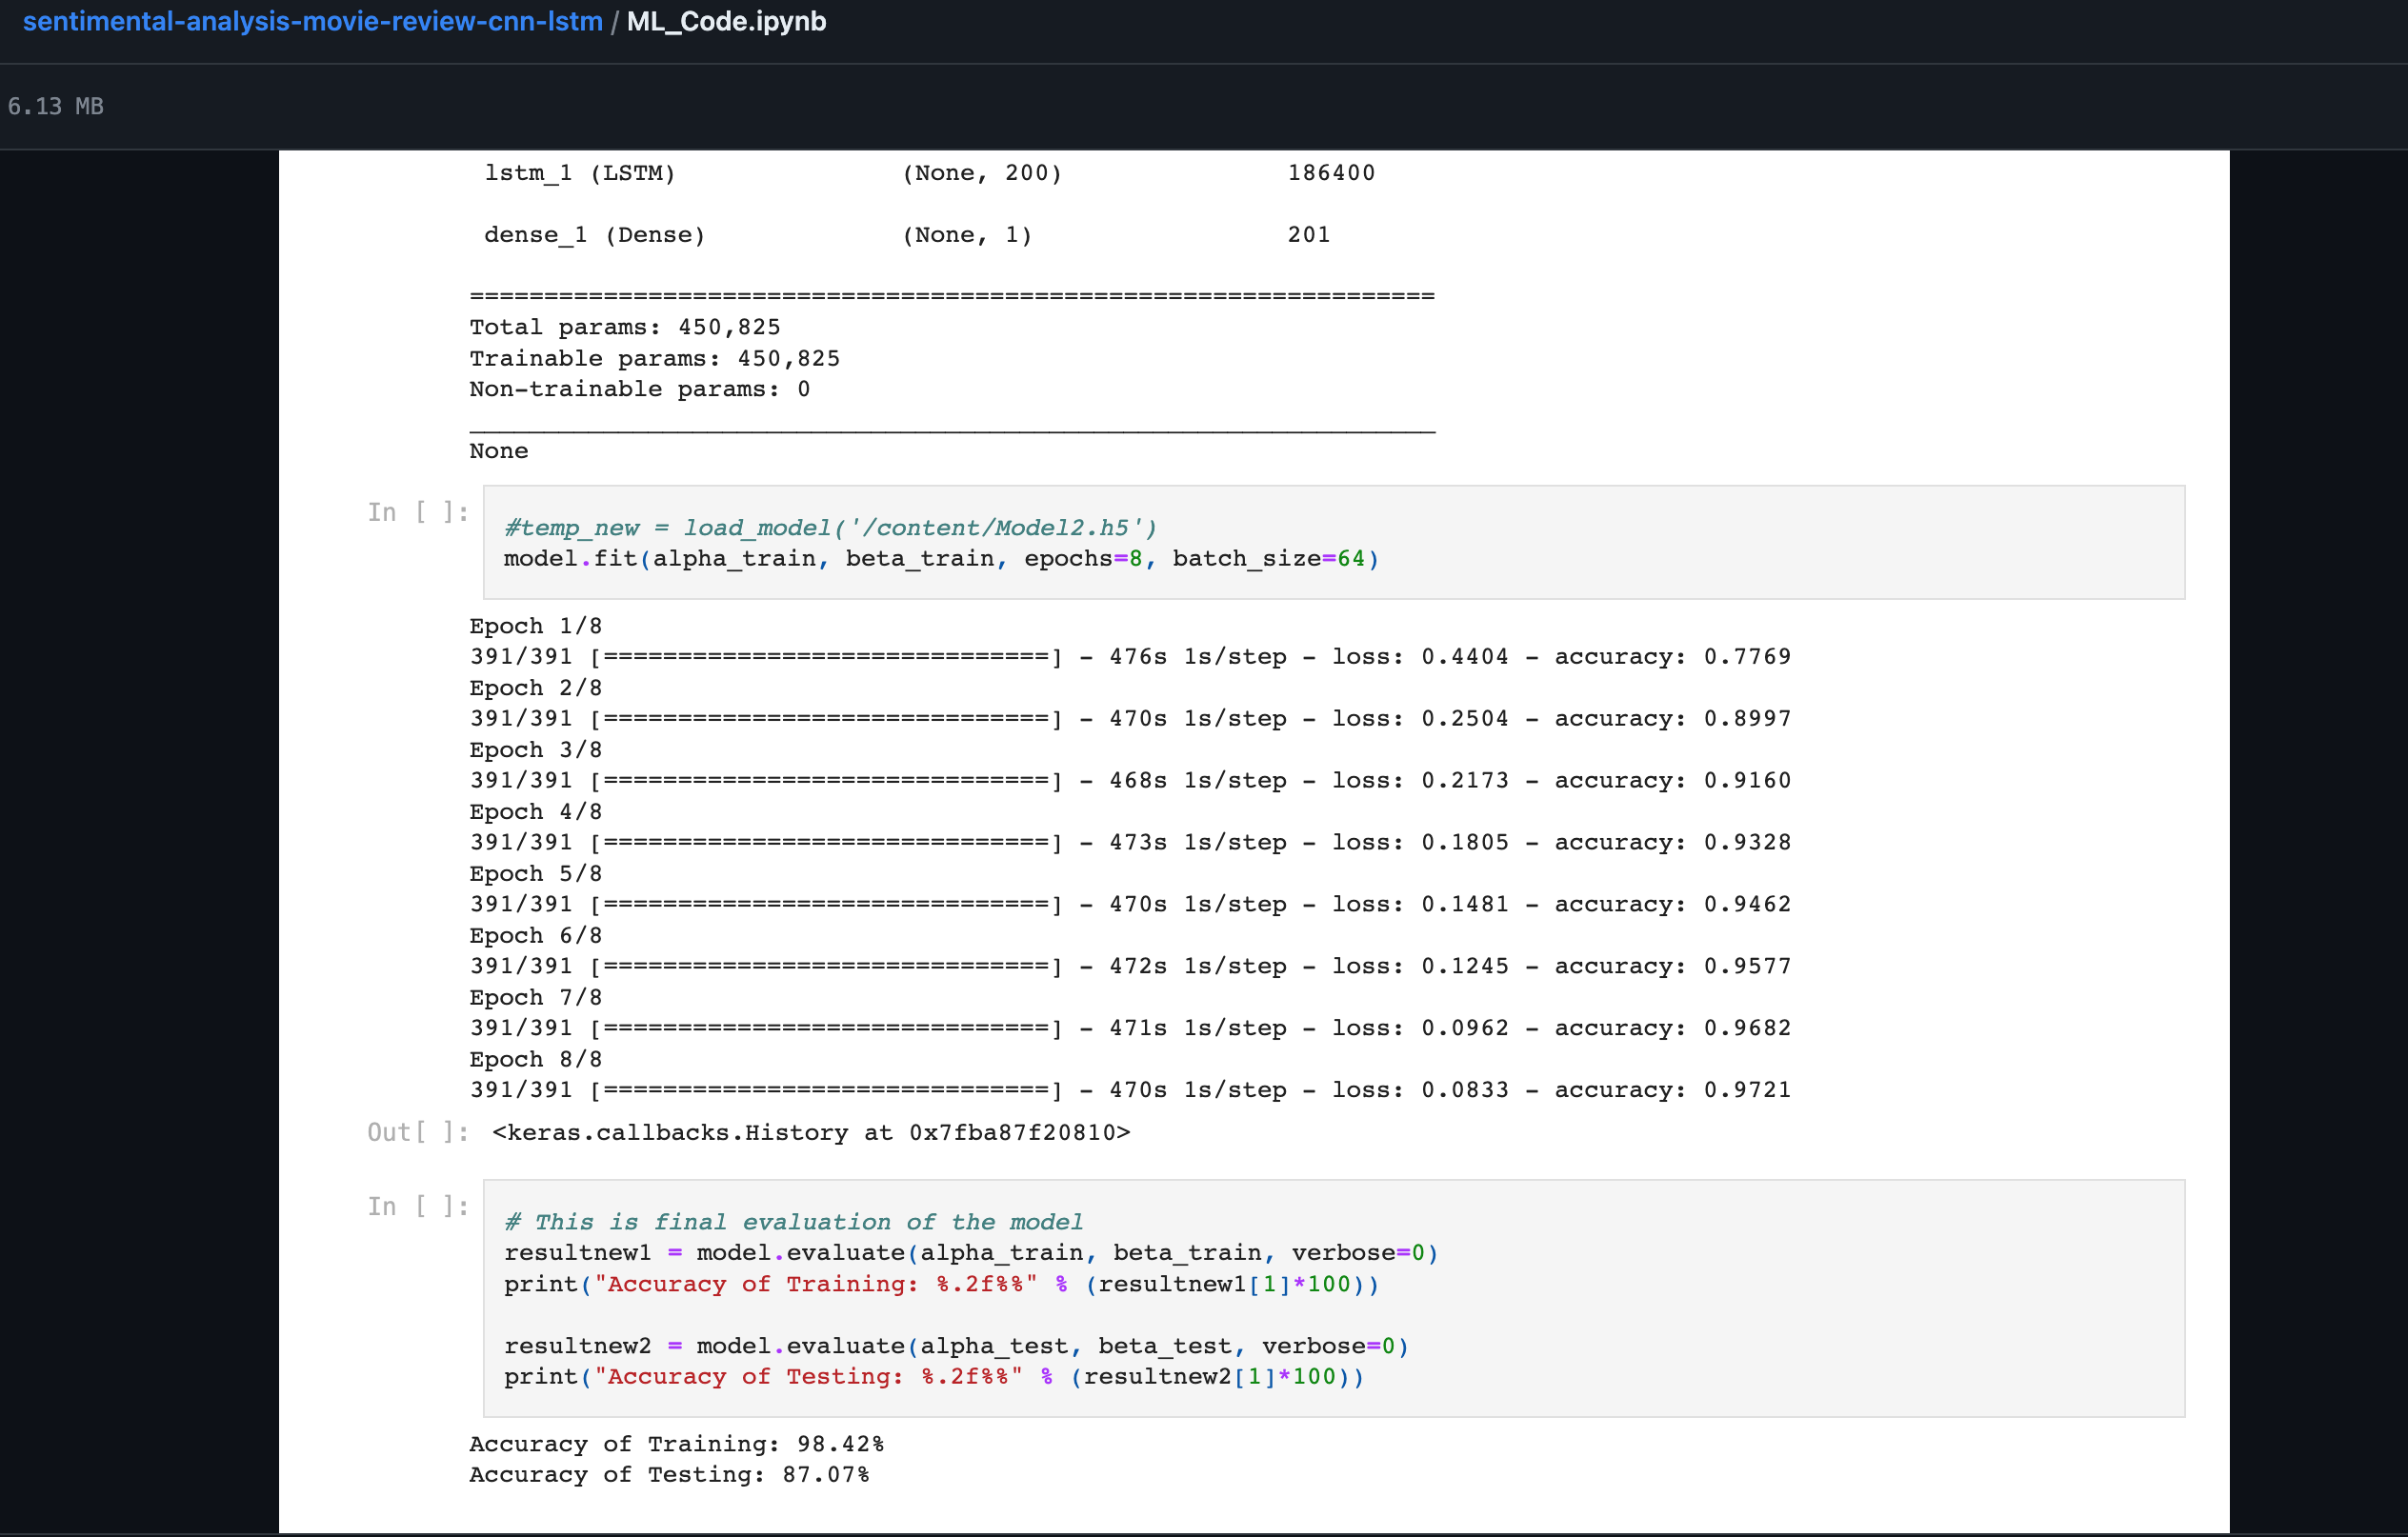 sentimental-analysis-movie-review-cnn-lstm / ML_Code.ipynb
6.13 MB
lstm_1 (LSTM) (None, 200) 186400
dense_1 (Dense) (None, 1) 201
=================================================================
Total params: 450,825
Trainable params: 450,825
Non-trainable params: 0
_________________________________________________________________
None
In [ ]:
#temp_new = load_model('/content/Model2.h5')
model.fit(alpha_train, beta_train, epochs=8, batch_size=64)
Epoch 1/8
391/391 [==============================] - 476s 1s/step - loss: 0.4404 - accuracy: 0.7769
Epoch 2/8
391/391 [==============================] - 470s 1s/step - loss: 0.2504 - accuracy: 0.8997
Epoch 3/8
391/391 [==============================] - 468s 1s/step - loss: 0.2173 - accuracy: 0.9160
Epoch 4/8
391/391 [==============================] - 473s 1s/step - loss: 0.1805 - accuracy: 0.9328
Epoch 5/8
391/391 [==============================] - 470s 1s/step - loss: 0.1481 - accuracy: 0.9462
Epoch 6/8
391/391 [==============================] - 472s 1s/step - loss: 0.1245 - accuracy: 0.9577
Epoch 7/8
391/391 [==============================] - 471s 1s/step - loss: 0.0962 - accuracy: 0.9682
Epoch 8/8
391/391 [==============================] - 470s 1s/step - loss: 0.0833 - accuracy: 0.9721
Out[ ]: <keras.callbacks.History at 0x7fba87f20810>
In [ ]:
# This is final evaluation of the model
resultnew1 = model.evaluate(alpha_train, beta_train, verbose=0)
print("Accuracy of Training: %.2f%%" % (resultnew1[1]*100))
resultnew2 = model.evaluate(alpha_test, beta_test, verbose=0)
print("Accuracy of Testing: %.2f%%" % (resultnew2[1]*100))
Accuracy of Training: 98.42%
Accuracy of Testing: 87.07%